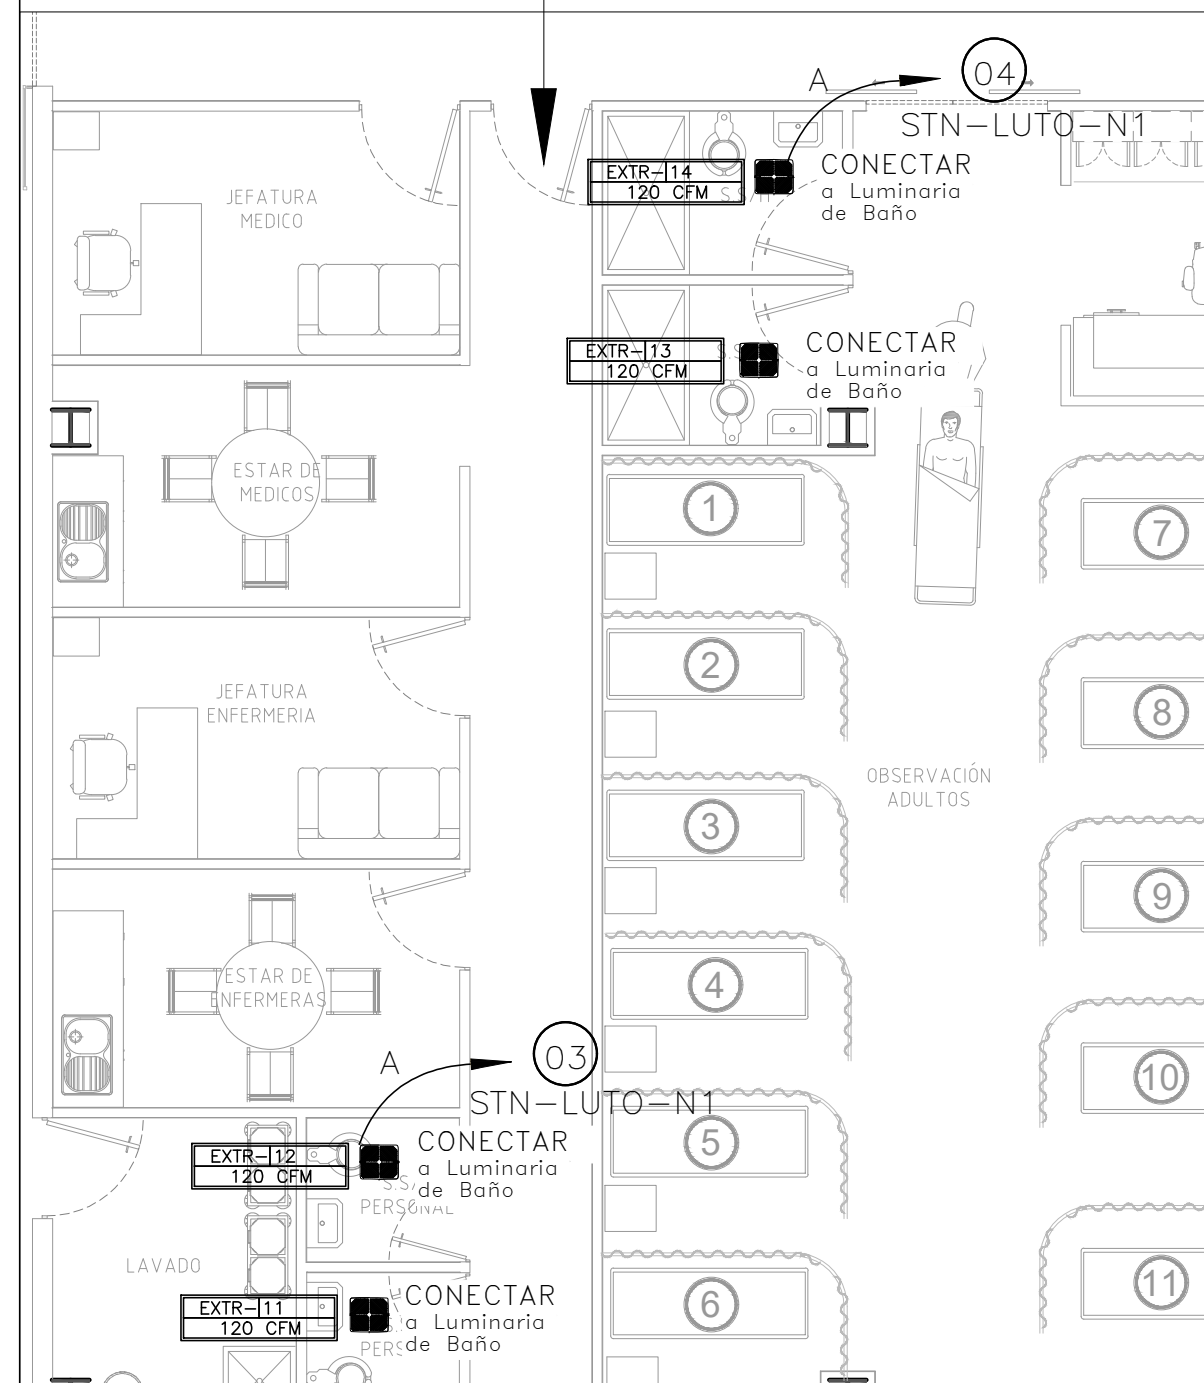 A
04
STN-LUTO-N1
EXTR-14
120 CFM
CONECTAR
a Luminaria
de Baño
JEFATURA
MEDICO
EXTR-13
120 CFM
CONECTAR
a Luminaria
de Baño
ESTAR DE
MEDICOS
1
7
2
8
JEFATURA
ENFERMERIA
OBSERVACIÓN
ADULTOS
3
9
4
ESTAR DE
ENFERMERAS
A
03
STN-LUTO-N1
10
5
EXTR-12
120 CFM
CONECTAR
a Luminaria
de Baño
PERSONAL
LAVADO
11
6
EXTR-11
120 CFM
CONECTAR
a Luminaria
de Baño